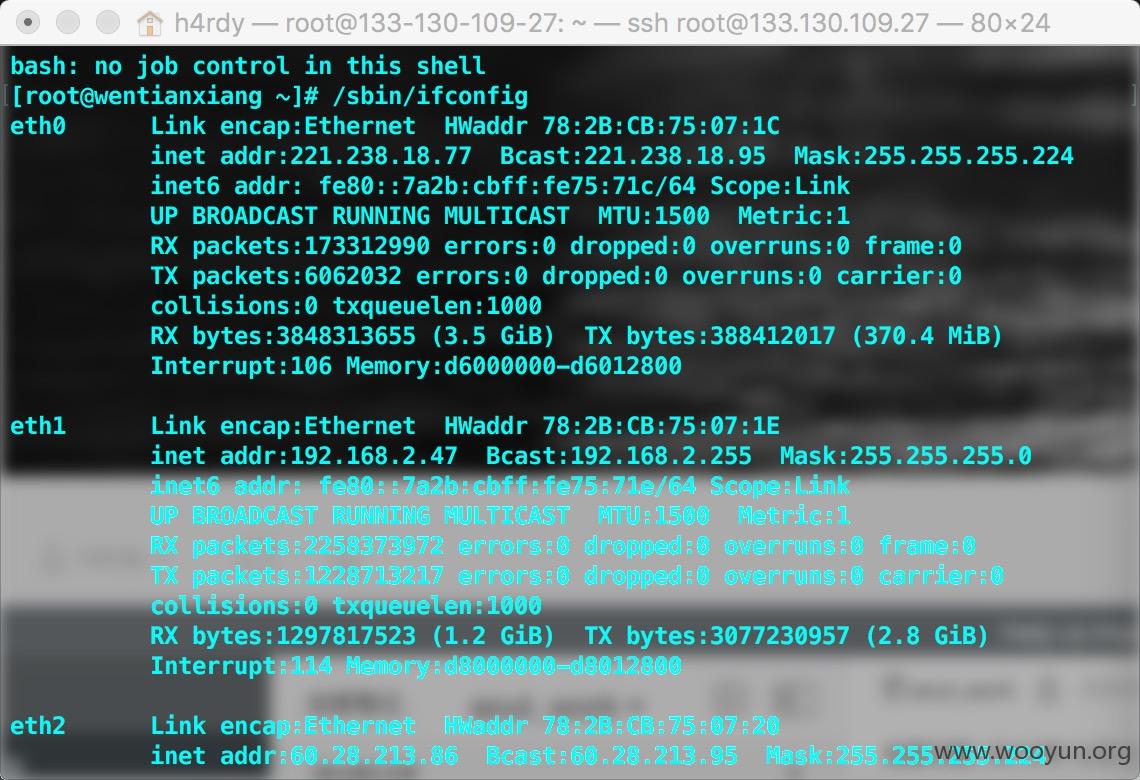 h4rdy — root@133-130-109-27: ~ — ssh root@133.130.109.27 — 80×24
bash: no job control in this shell
[root@wentianxiang ~]# /sbin/ifconfig
eth0      Link encap:Ethernet  HWaddr 78:2B:CB:75:07:1C
          inet addr:221.238.18.77  Bcast:221.238.18.95  Mask:255.255.255.224
          inet6 addr: fe80::7a2b:cbff:fe75:71c/64 Scope:Link
          UP BROADCAST RUNNING MULTICAST  MTU:1500  Metric:1
          RX packets:173312990 errors:0 dropped:0 overruns:0 frame:0
          TX packets:6062032 errors:0 dropped:0 overruns:0 carrier:0
          collisions:0 txqueuelen:1000
          RX bytes:3848313655 (3.5 GiB)  TX bytes:388412017 (370.4 MiB)
          Interrupt:106 Memory:d6000000-d6012800
eth1      Link encap:Ethernet  HWaddr 78:2B:CB:75:07:1E
          inet addr:192.168.2.47  Bcast:192.168.2.255  Mask:255.255.255.0
          inet6 addr: fe80::7a2b:cbff:fe75:71e/64 Scope:Link
          UP BROADCAST RUNNING MULTICAST  MTU:1500  Metric:1
          RX packets:2258373972 errors:0 dropped:0 overruns:0 frame:0
          TX packets:1228713217 errors:0 dropped:0 overruns:0 carrier:0
          collisions:0 txqueuelen:1000
          RX bytes:1297817523 (1.2 GiB)  TX bytes:3077230957 (2.8 GiB)
          Interrupt:114 Memory:d8000000-d8012800
eth2      Link encap:Ethernet  HWaddr 78:2B:CB:75:07:20
          inet addr:60.28.213.86  Bcast:60.28.213.95
www.wooyun.org